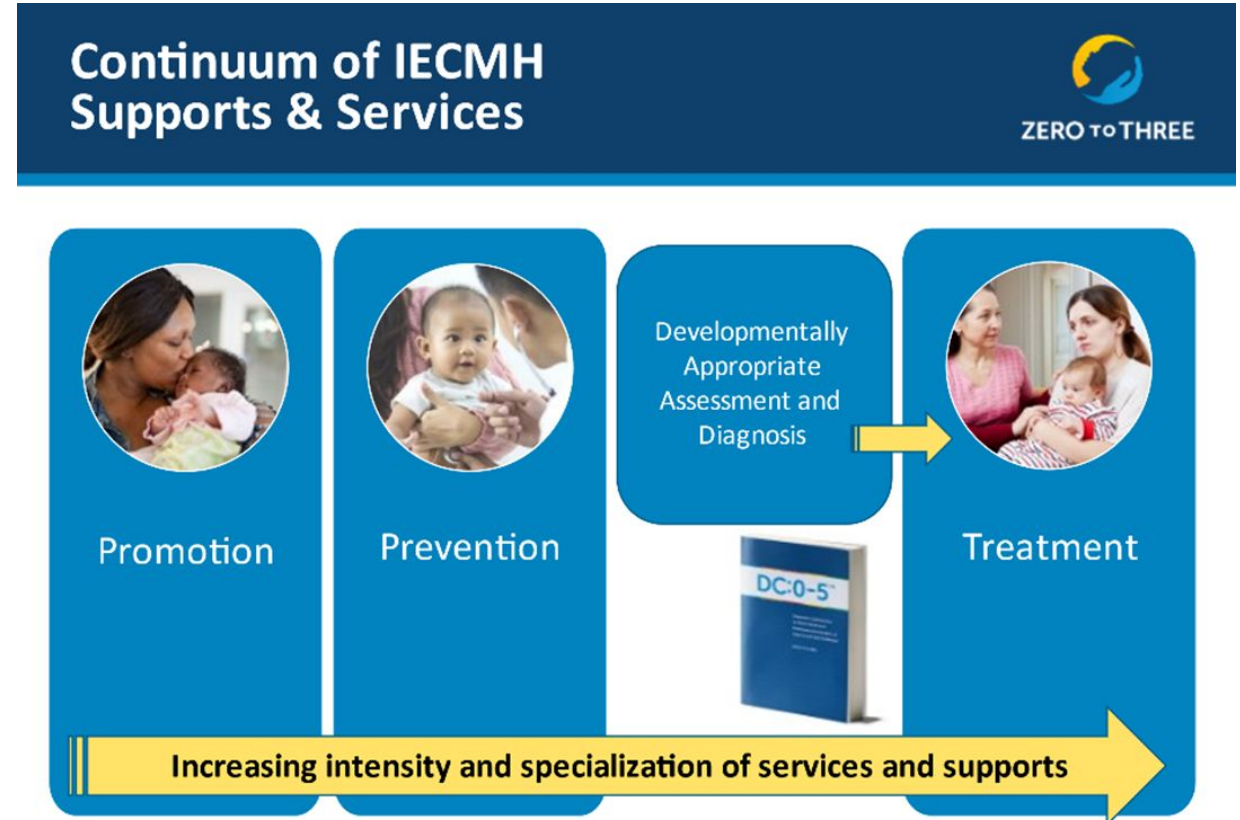 Continuum of IECMH
Supports & Services
ZERO TO THREE
Developmentally
Appropriate
Assessment and
Diagnosis
Promotion
Prevention
DC:0-5™
Treatment
Increasing intensity and specialization of services and supports